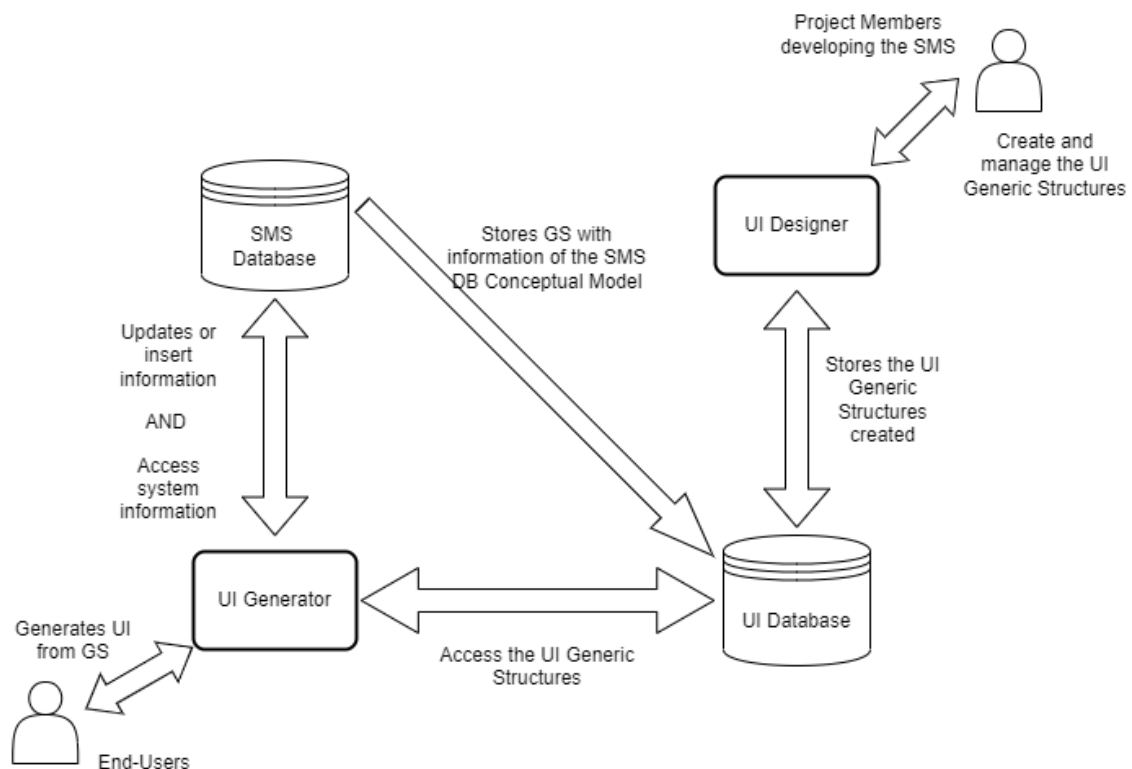 Project Members
developing the SMS
Create and
manage the UI
Generic Structures
UI Designer
SMS
Database
Stores GS with
information of the SMS
DB Conceptual Model
Updates or
insert
information
AND
Access
system
information
Stores the UI
Generic
Structures
created
UI Generator
UI Database
Generates UI
from GS
Access the UI Generic
Structures
End-Users